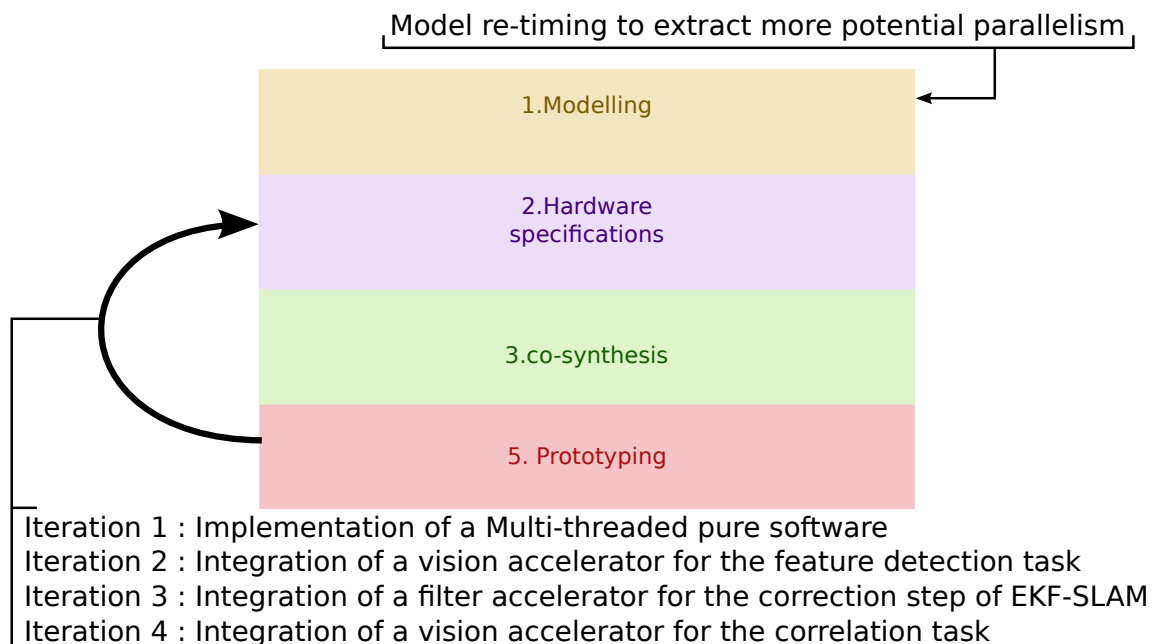 Model re-timing to extract more potential parallelism
1.Modelling
2.Hardware
specifications
3.co-synthesis
5. Prototyping
Iteration 1 : Implementation of a Multi-threaded pure software
Iteration 2 : Integration of a vision accelerator for the feature detection task
Iteration 3 : Integration of a filter accelerator for the correction step of EKF-SLAM
Iteration 4 : Integration of a vision accelerator for the correlation task